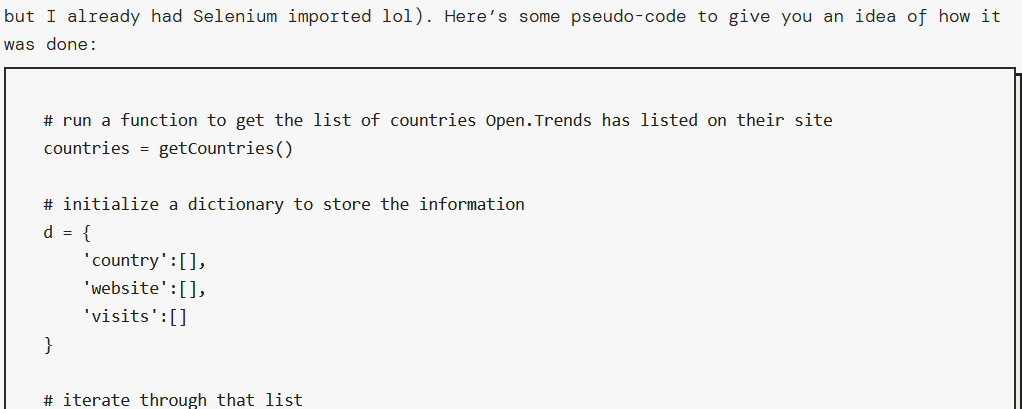 but I already had Selenium imported lol). Here’s some pseudo-code to give you an idea of how it
was done:
# run a function to get the list of countries Open.Trends has listed on their site
countries = getCountries()
# initialize a dictionary to store the information
d = {
'country':[],
'website':[],
'visits':[]
}
# iterate through that list